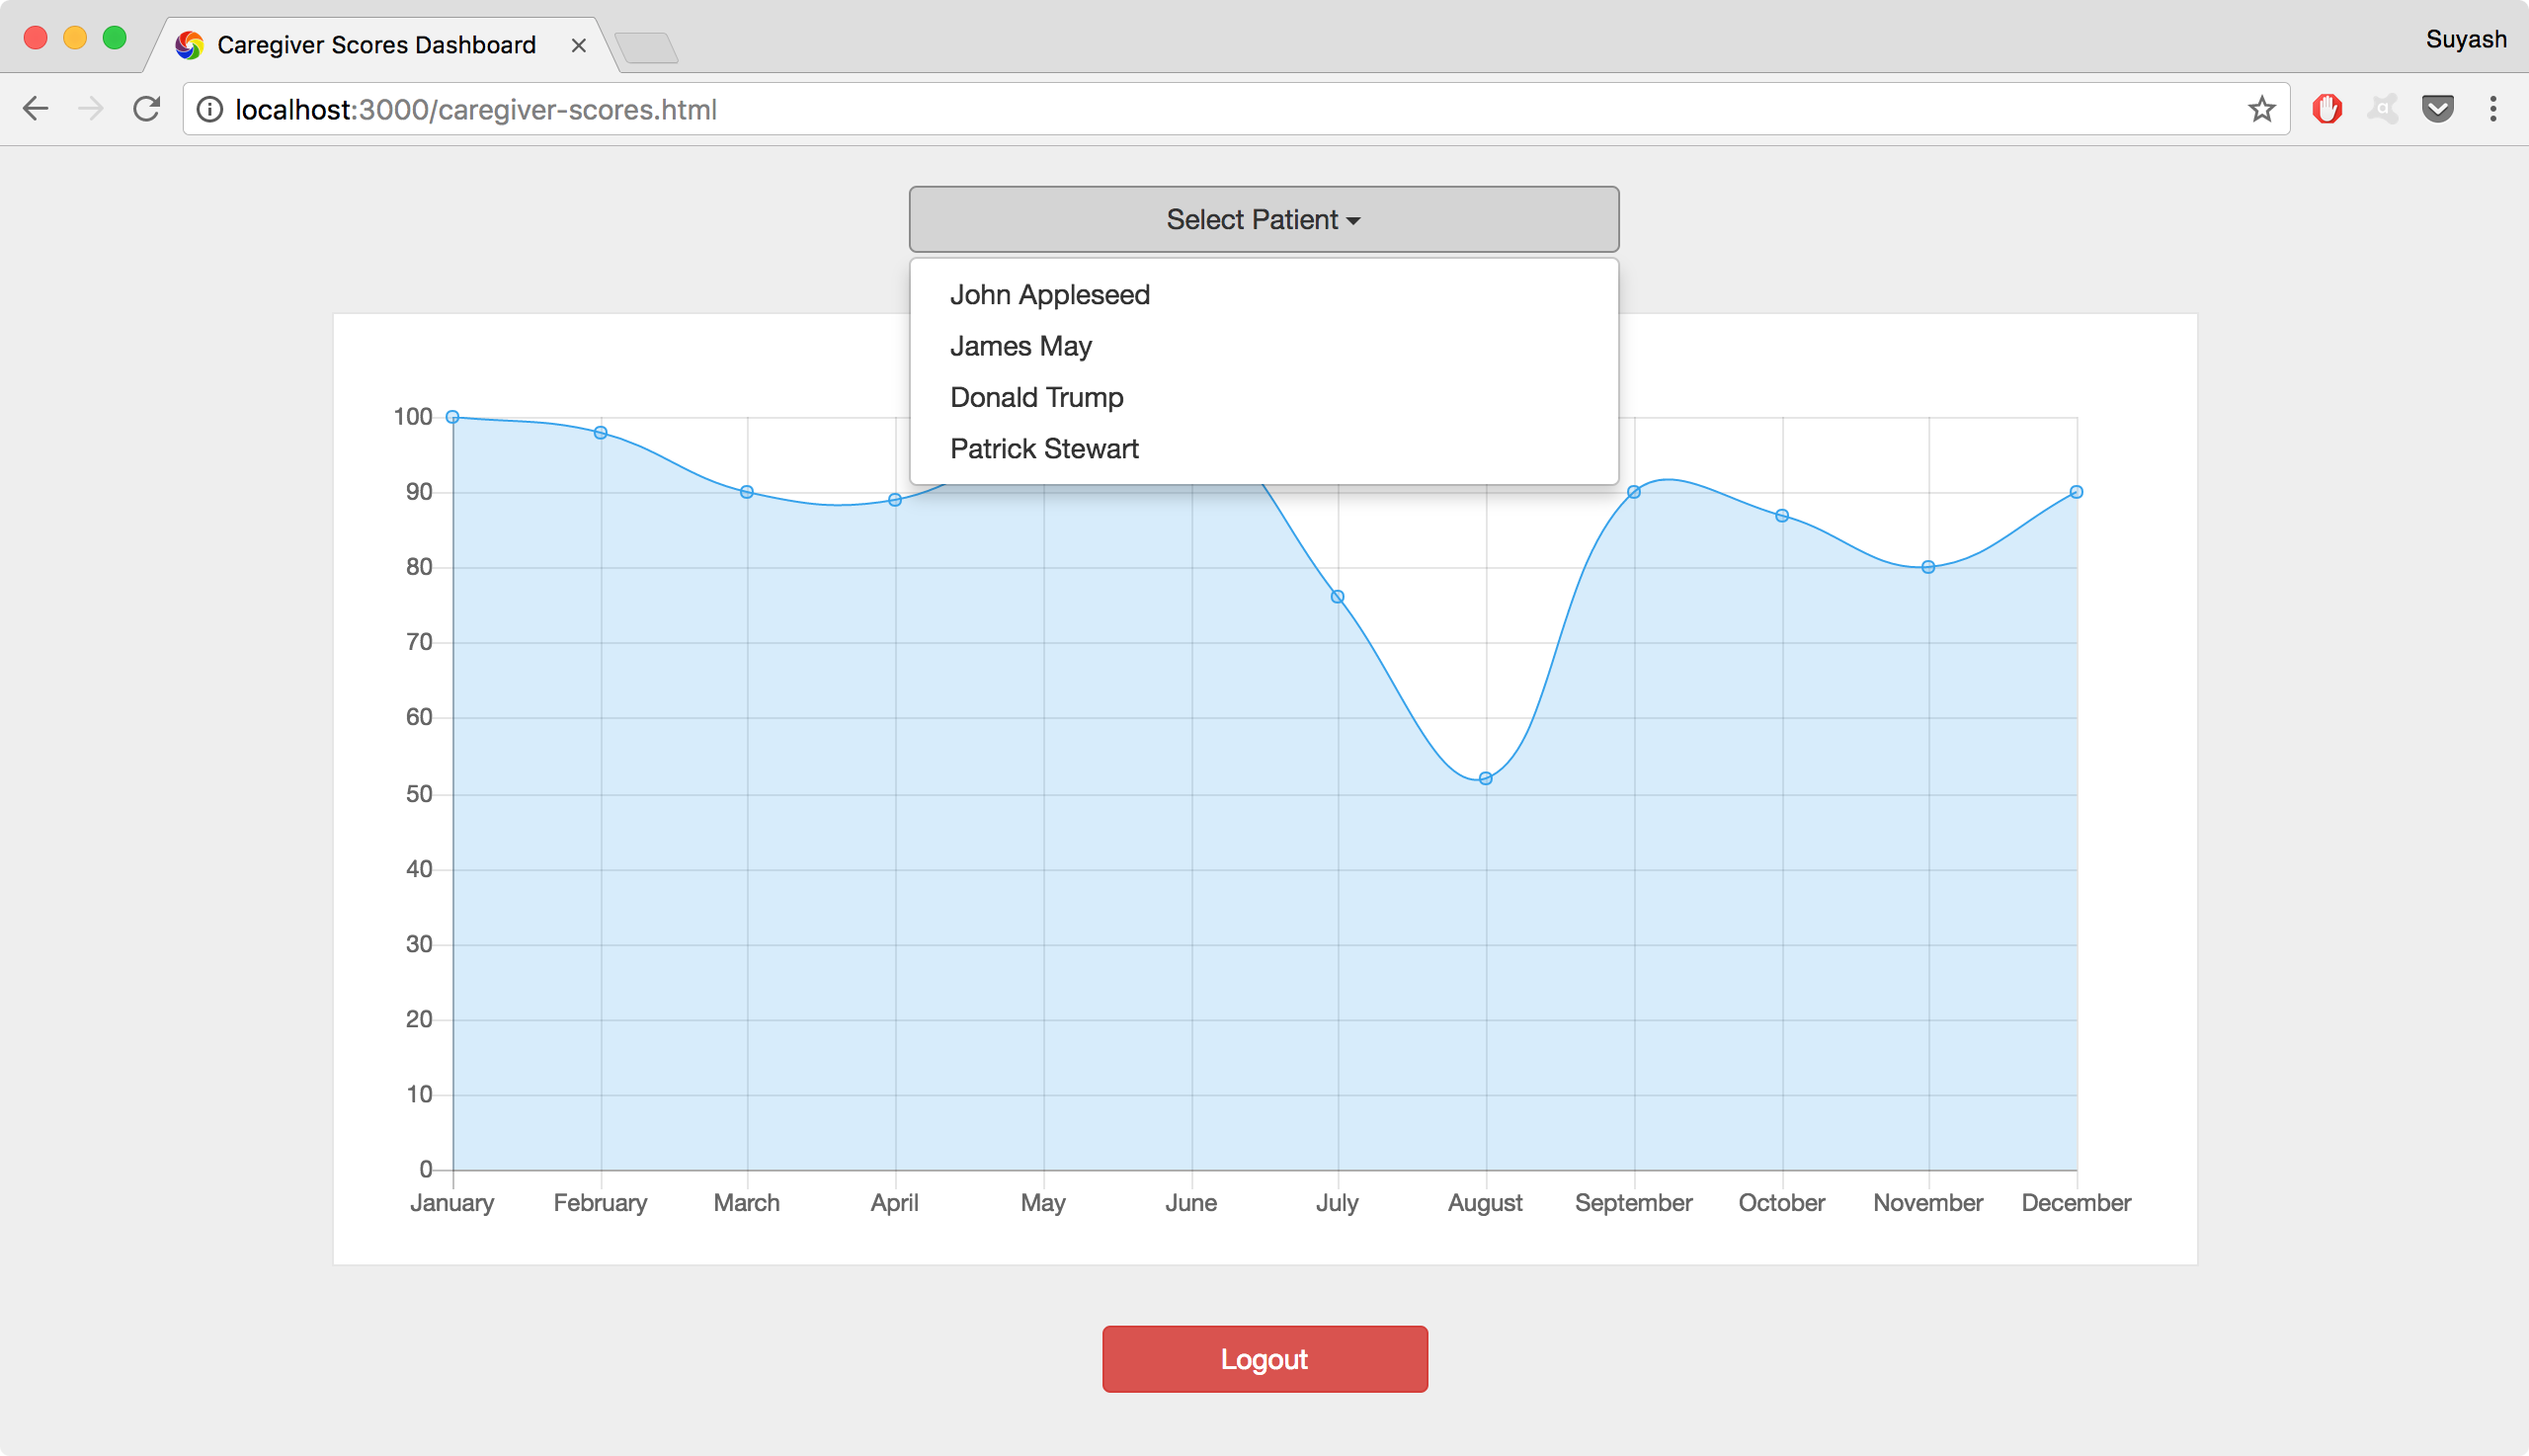 Caregiver Scores Dashboard
Suyash
localhost:3000/caregiver-scores.html
Select Patient
John Appleseed
James May
Donald Trump
Patrick Stewart
100
90
80
70
60
50
40
30
20
10
0
January February March April May June July August September October November December
Logout